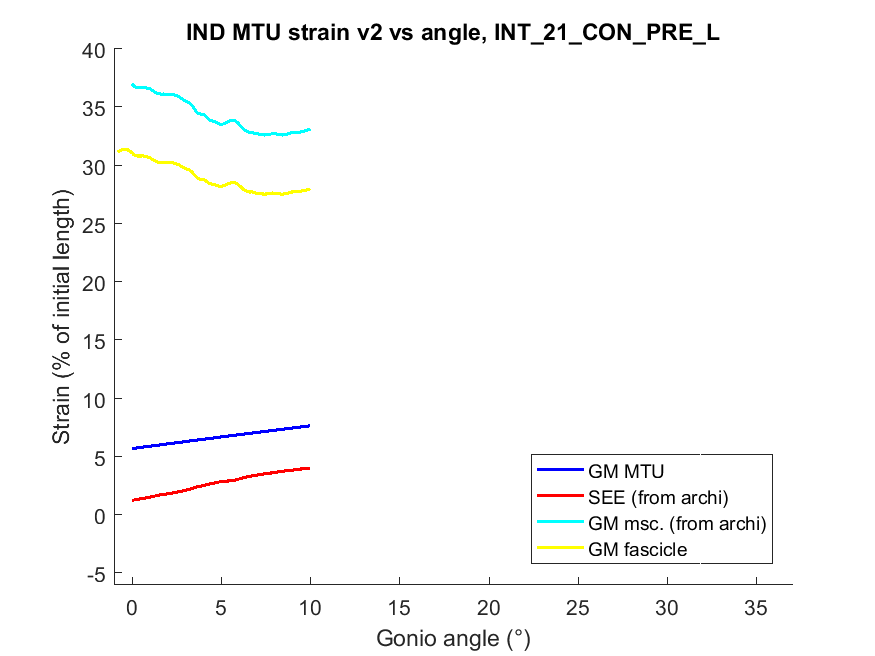 IND MTU strain v2 vs angle, INT_21_CON_PRE_L
40
35
30
25
20
15
10
5
0
-5
Strain (% of initial length)
GM MTU
SEE (from archi)
GM msc. (from archi)
GM fascicle
0 5 10 15 20 25 30 35
Gonio angle (°)